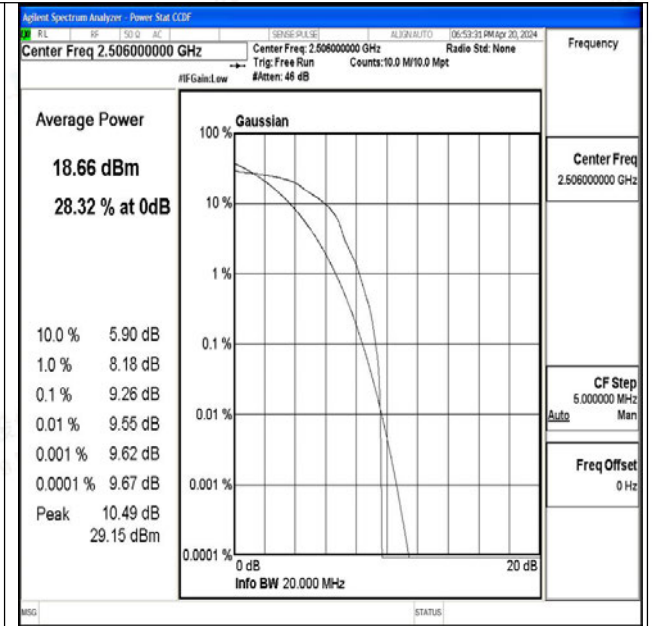 Agilent Spectrum Analyzer - Power Stat CCDF
RL RF 50 Ω AC SENSE:PULSE ALIGN AUTO 06:53:31 PM Apr 20, 2024
Center Freq 2.506000000 GHz
Center Freq: 2.506000000 GHz Radio Std: None
Trig: Free Run Counts:10.0 M/10.0 Mpt
#IFGain:Low #Atten: 46 dB
Frequency
Average Power
18.66 dBm
28.32 % at 0dB
10.0 % 5.90 dB
1.0 % 8.18 dB
0.1 % 9.26 dB
0.01 % 9.55 dB
0.001 % 9.62 dB
0.0001 % 9.67 dB
Peak 10.49 dB
29.15 dBm
Gaussian
100 %
10 %
1 %
0.1 %
0.01 %
0.001 %
0.0001 %
0 dB 20 dB
Info BW 20.000 MHz
Center Freq
2.506000000 GHz
CF Step
5.000000 MHz
Auto Man
Freq Offset
0 Hz
MSG STATUS